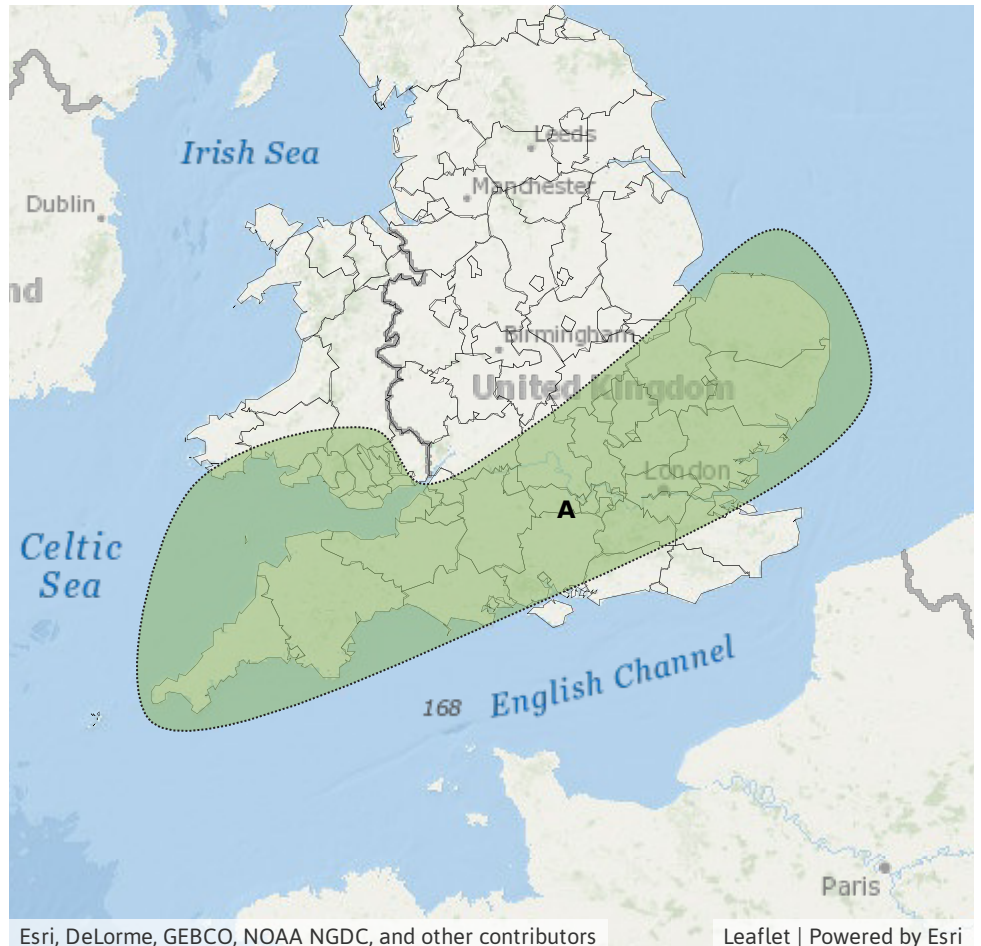 Leeds
Irish Sea
Manchester
Dublin
nd
Birmingham
United Kingdom
London
A
Celtic
Sea
English Channel
168
Paris
Esri, DeLorme, GEBCO, NOAA NGDC, and other contributors
Leaflet | Powered by Esri